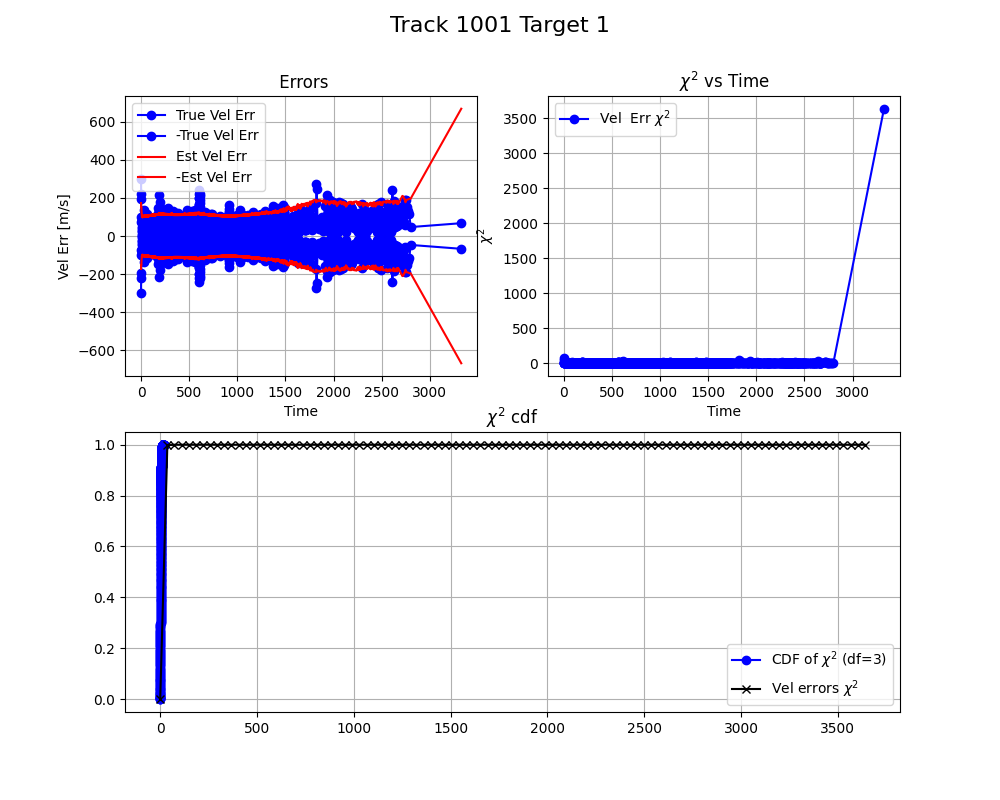 Track 1001 Target 1
Errors
True Vel Err
-True Vel Err
Est Vel Err
-Est Vel Err
Vel Err [m/s]
600
400
200
0
−200
−400
−600
0 500 1000 1500 2000 2500 3000
Time
χ² vs Time
Vel Err χ²
χ²
3500
3000
2500
2000
1500
1000
500
0
0 500 1000 1500 2000 2500 3000
Time
χ² cdf
1.0
0.8
0.6
0.4
0.2
0.0
CDF of χ² (df=3)
Vel errors χ²
0 500 1000 1500 2000 2500 3000 3500